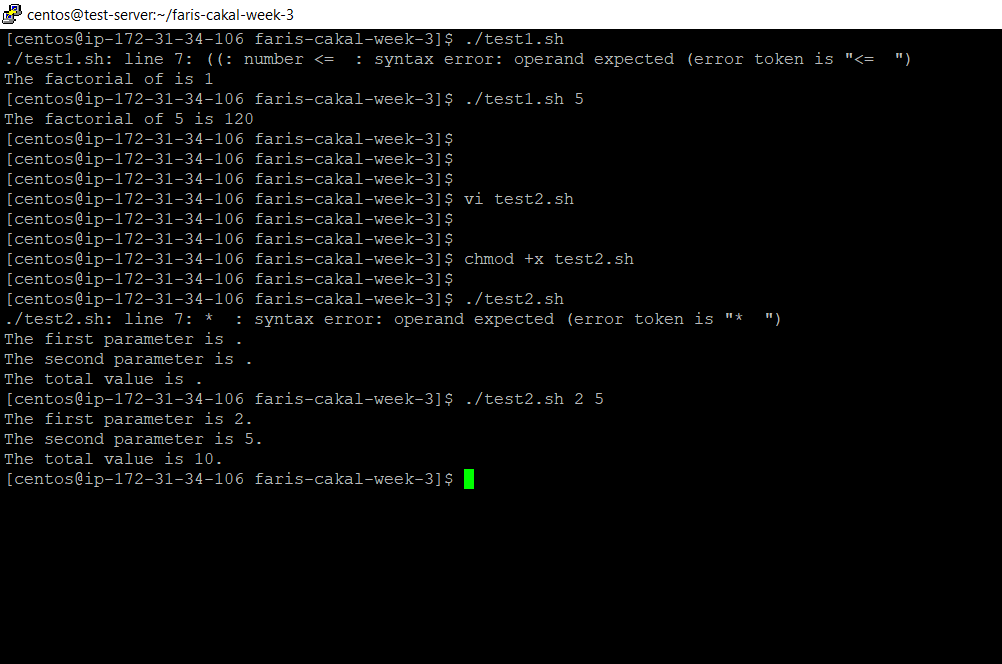 centos@test-server:~/faris-cakal-week-3
[centos@ip-172-31-34-106 faris-cakal-week-3]$ ./test1.sh
./test1.sh: line 7: ((: number <=  : syntax error: operand expected (error token is "<=  ")
The factorial of is 1
[centos@ip-172-31-34-106 faris-cakal-week-3]$ ./test1.sh 5
The factorial of 5 is 120
[centos@ip-172-31-34-106 faris-cakal-week-3]$
[centos@ip-172-31-34-106 faris-cakal-week-3]$
[centos@ip-172-31-34-106 faris-cakal-week-3]$
[centos@ip-172-31-34-106 faris-cakal-week-3]$ vi test2.sh
[centos@ip-172-31-34-106 faris-cakal-week-3]$
[centos@ip-172-31-34-106 faris-cakal-week-3]$
[centos@ip-172-31-34-106 faris-cakal-week-3]$ chmod +x test2.sh
[centos@ip-172-31-34-106 faris-cakal-week-3]$
[centos@ip-172-31-34-106 faris-cakal-week-3]$ ./test2.sh
./test2.sh: line 7: *  : syntax error: operand expected (error token is "*  ")
The first parameter is .
The second parameter is .
The total value is .
[centos@ip-172-31-34-106 faris-cakal-week-3]$ ./test2.sh 2 5
The first parameter is 2.
The second parameter is 5.
The total value is 10.
[centos@ip-172-31-34-106 faris-cakal-week-3]$